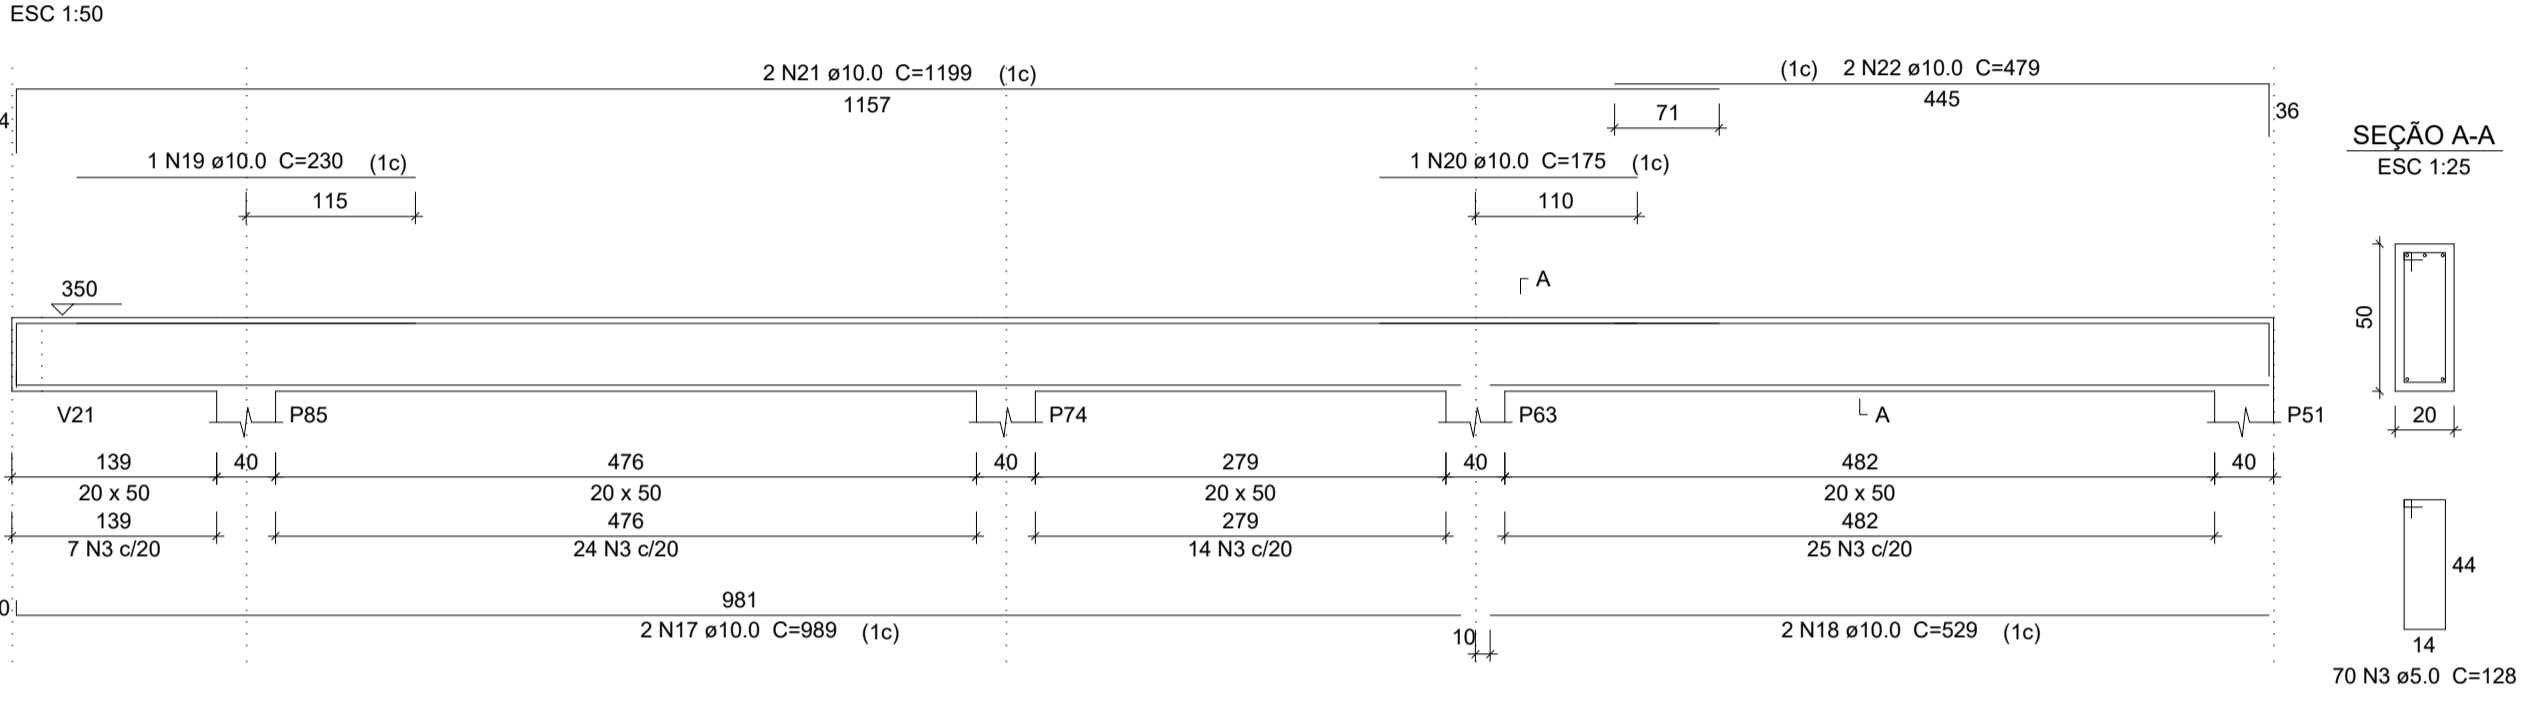 ESC 1:50
2 N21 ø10.0 C=1199 (1c)
(1c) 2 N22 ø10.0 C=479
1157
445
4
71
36
SEÇÃO A-A
ESC 1:25
1 N19 ø10.0 C=230 (1c)
1 N20 ø10.0 C=175 (1c)
115
110
A
350
50
V21
P85
P74
P63
A
P51
20
139 40 476 40 279 40 482 40
20 x 50 20 x 50 20 x 50 20 x 50
139 476 279 482
7 N3 c/20 24 N3 c/20 14 N3 c/20 25 N3 c/20
44
981
0
2 N17 ø10.0 C=989 (1c)
10
2 N18 ø10.0 C=529 (1c)
14
70 N3 ø5.0 C=128